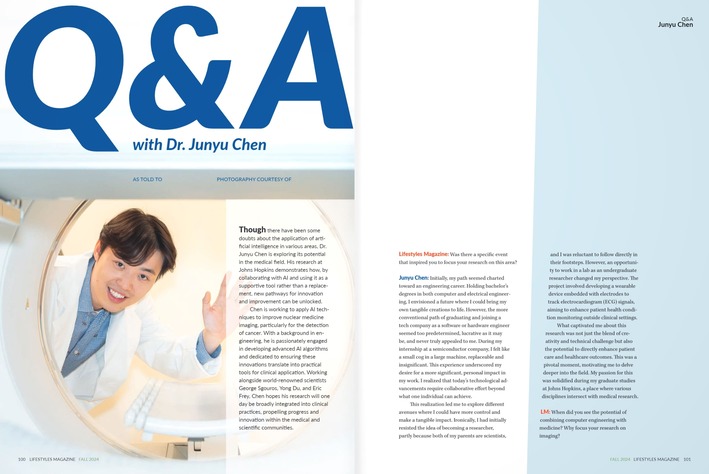 Q&A
with Dr. Junyu Chen
AS TOLD TO
PHOTOGRAPHY COURTESY OF
Though there have been some
doubts about the application of arti-
ficial intelligence in various areas, Dr.
Junyu Chen is exploring its potential
in the medical field. His research at
Johns Hopkins demonstrates how, by
collaborating with AI and using it as a
supportive tool rather than a replace-
ment, new pathways for innovation
and improvement can be unlocked.
Chen is working to apply AI tech-
niques to improve nuclear medicine
imaging, particularly for the detection
of cancer. With a background in en-
gineering, he is passionately engaged
in developing advanced AI algorithms
and dedicated to ensuring these
innovations translate into practical
tools for clinical application. Working
alongside world-renowned scientists
George Sgouros, Yong Du, and Eric
Frey, Chen hopes his research will one
day be broadly integrated into clinical
practices, propelling progress and
innovation within the medical and
scientific communities.
100 LIFESTYLES MAGAZINE FALL 2024
Q&A
Junyu Chen
Lifestyles Magazine: Was there a specific event
that inspired you to focus your research on this area?
Junyu Chen: Initially, my path seemed charted
toward an engineering career. Holding bachelor's
degrees in both computer and electrical engineer-
ing, I envisioned a future where I could bring my
own tangible creations to life. However, the more
conventional path of graduating and joining a
tech company as a software or hardware engineer
seemed too predetermined, lucrative as it may
be, and never truly appealed to me. During my
internship at a semiconductor company, I felt like
a small cog in a large machine, replaceable and
insignificant. This experience underscored my
desire for a more significant, personal impact in
my work. I realized that today's technological ad-
vancements require collaborative effort beyond
what one individual can achieve.
This realization led me to explore different
avenues where I could have more control and
make a tangible impact. Ironically, I had initially
resisted the idea of becoming a researcher,
partly because both of my parents are scientists,
and I was reluctant to follow directly in
their footsteps. However, an opportuni-
ty to work in a lab as an undergraduate
researcher changed my perspective. The
project involved developing a wearable
device embedded with electrodes to
track electrocardiogram (ECG) signals,
aiming to enhance patient health condi-
tion monitoring outside clinical settings.
What captivated me about this
research was not just the blend of cre-
ativity and technical challenge but also
the potential to directly enhance patient
care and healthcare outcomes. This was a
pivotal moment, motivating me to delve
deeper into the field. My passion for this
was solidified during my graduate studies
at Johns Hopkins, a place where various
disciplines intersect with medical research.
LM: When did you see the potential of
combining computer engineering with
medicine? Why focus your research on
imaging?
FALL 2024 LIFESTYLES MAGAZINE 101